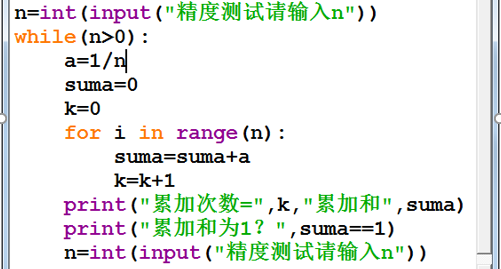 n=int(input("精度测试请输入n"))
while(n>0):
    a=1/n
    suma=0
    k=0
    for i in range(n):
        suma=suma+a
        k=k+1
    print("累加次数=",k,"累加和",suma)
    print("累加和为1？",suma==1)
    n=int(input("精度测试请输入n"))